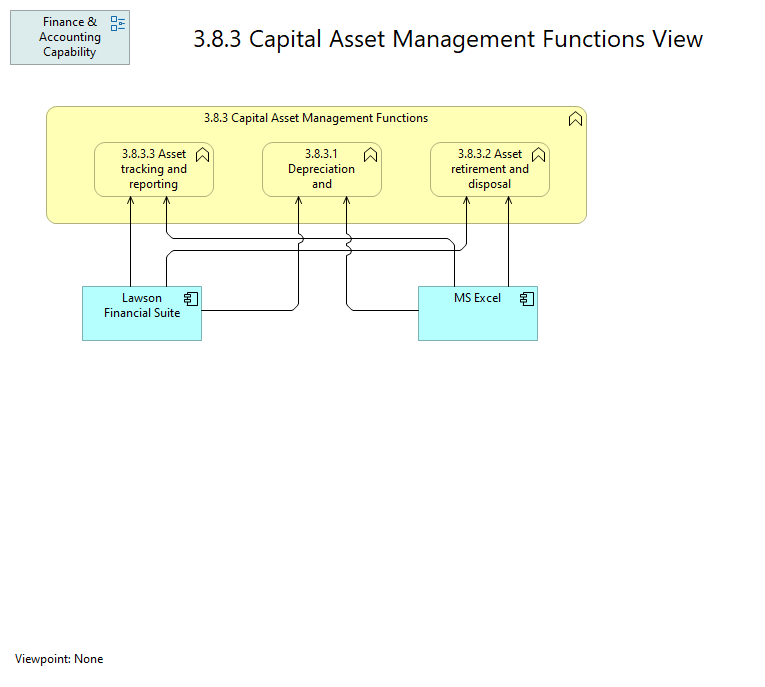 Finance &
Accounting
Capability
3.8.3 Capital Asset Management Functions View
3.8.3 Capital Asset Management Functions
3.8.3.3 Asset
tracking and
reporting
3.8.3.1
Depreciation
and
3.8.3.2 Asset
retirement and
disposal
Lawson
Financial Suite
MS Excel
Viewpoint: None